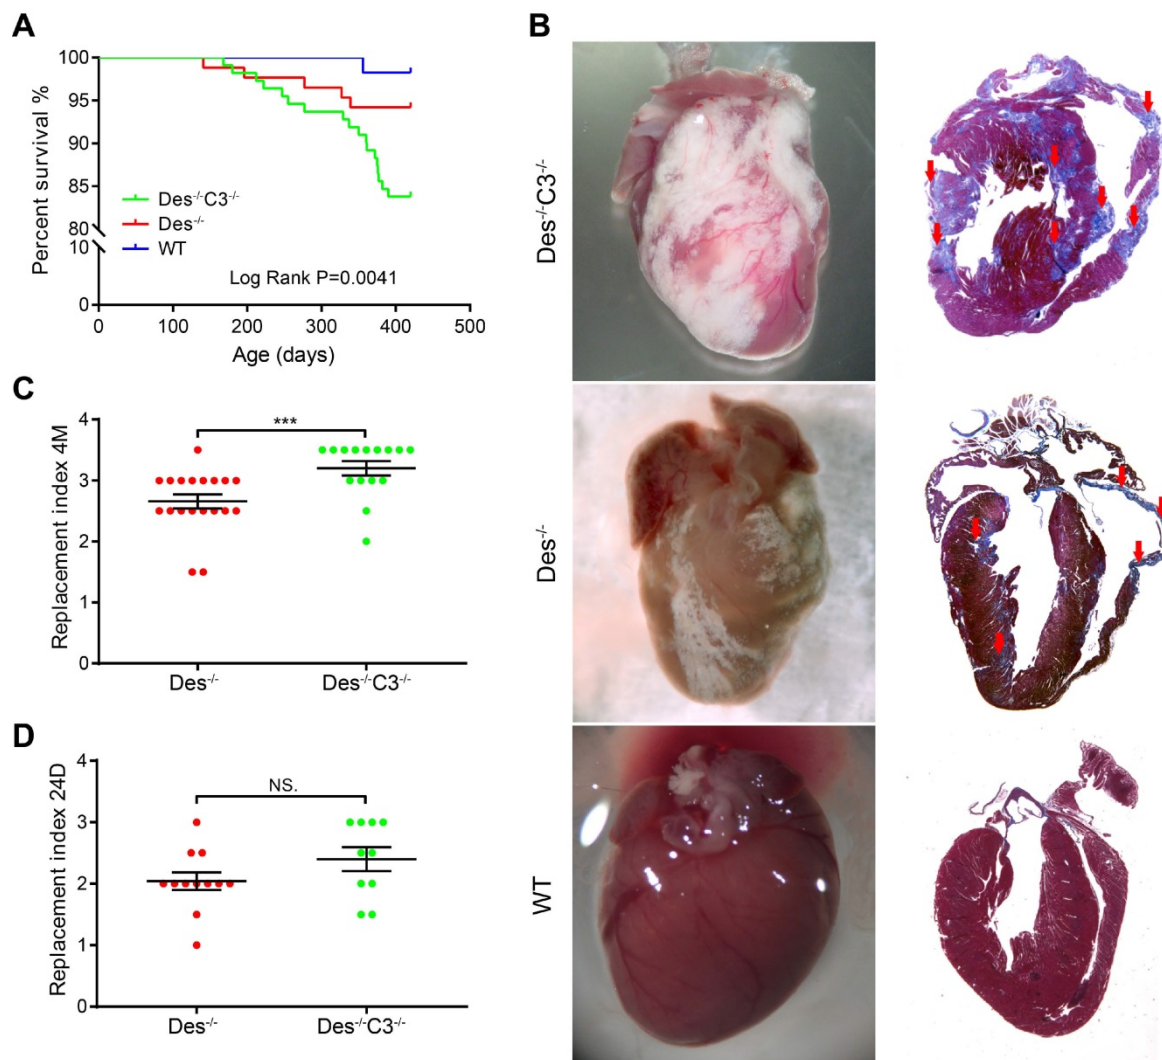 A
100
95
90
85
80
10
0
Percent survival %
Des⁻/⁻C3⁻/⁻
Des⁻/⁻
WT
Log Rank P=0.0041
0 100 200 300 400 500
Age (days)
B
Des⁻/⁻C3⁻/⁻
Des⁻/⁻
WT
C
4
3
2
1
0
Replacement index 4M
***
Des⁻/⁻ Des⁻/⁻C3⁻/⁻
D
4
3
2
1
0
Replacement index 24D
NS.
Des⁻/⁻ Des⁻/⁻C3⁻/⁻